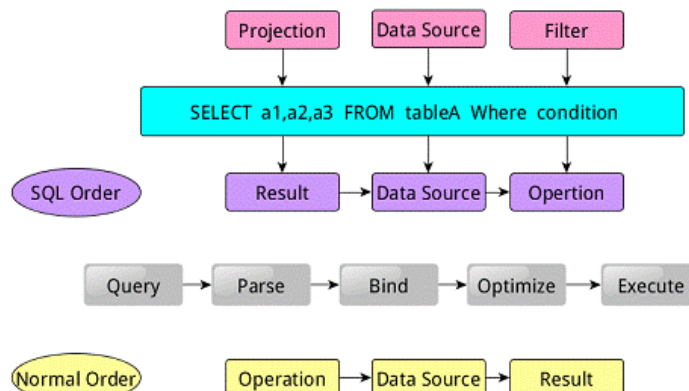 Projection Data Source Filter
SELECT a1,a2,a3 FROM tableA Where condition
SQL Order Result Data Source Opertion
Query Parse Bind Optimize Execute
Normal Order Operation Data Source Result